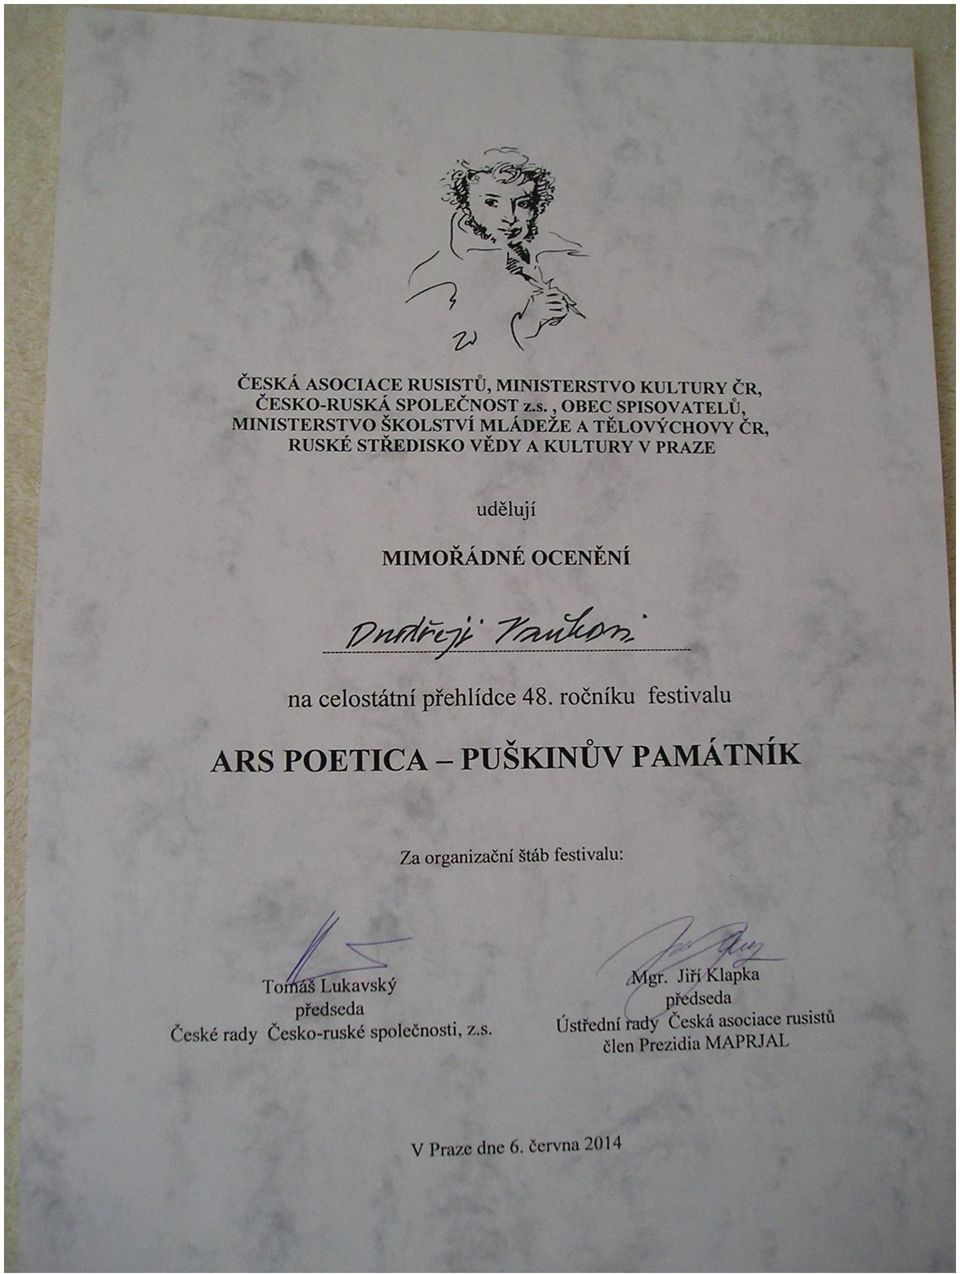 ČESKÁ ASOCIACE RUSISTŮ, MINISTERSTVO KULTURY ČR,
ČESKO-RUSKÁ SPOLEČNOST z.s. , OBEC SPISOVATELŮ,
MINISTERSTVO ŠKOLSTVÍ MLÁDEŽE A TĚLOVÝCHOVY ČR,
RUSKÉ STŘEDISKO VĚDY A KULTURY V PRAZE
udělují
MIMOŘÁDNÉ OCENĚNÍ
Ondřeji
na celostátní přehlídce 48. ročníku festivalu
ARS POETICA – PUŠKINŮV PAMÁTNÍK
Za organizační štáb festivalu:
Tomáš Lukavský
předseda
České rady Česko-ruské společnosti, z.s.
Mgr. Jiří Klapka
předseda
Ústřední rady Česká asociace rusistů
člen Prezidia MAPRJAL
V Praze dne 6. června 2014